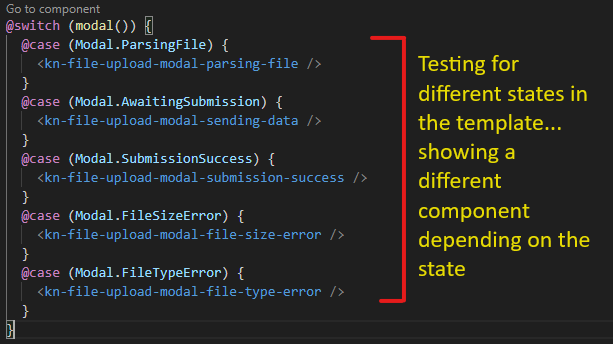 Go to component
@switch (modal()) {
@case (Modal.ParsingFile) {
<kn-file-upload-modal-parsing-file />
}
@case (Modal.AwaitingSubmission) {
<kn-file-upload-modal-sending-data />
}
@case (Modal.SubmissionSuccess) {
<kn-file-upload-modal-submission-success />
}
@case (Modal.FileSizeError) {
<kn-file-upload-modal-file-size-error />
}
@case (Modal.FileTypeError) {
<kn-file-upload-modal-file-type-error />
}
}
Testing for
different states in
the template...
showing a
different
component
depending on the
state